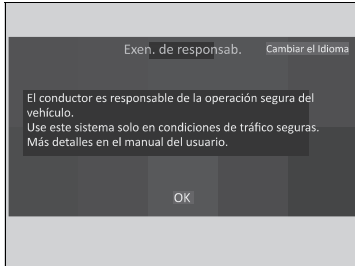 Exen. de responsab.
Cambiar el Idioma
El conductor es responsable de la operación segura del
vehículo.
Use este sistema solo en condiciones de tráfico seguras.
Más detalles en el manual del usuario.
OK